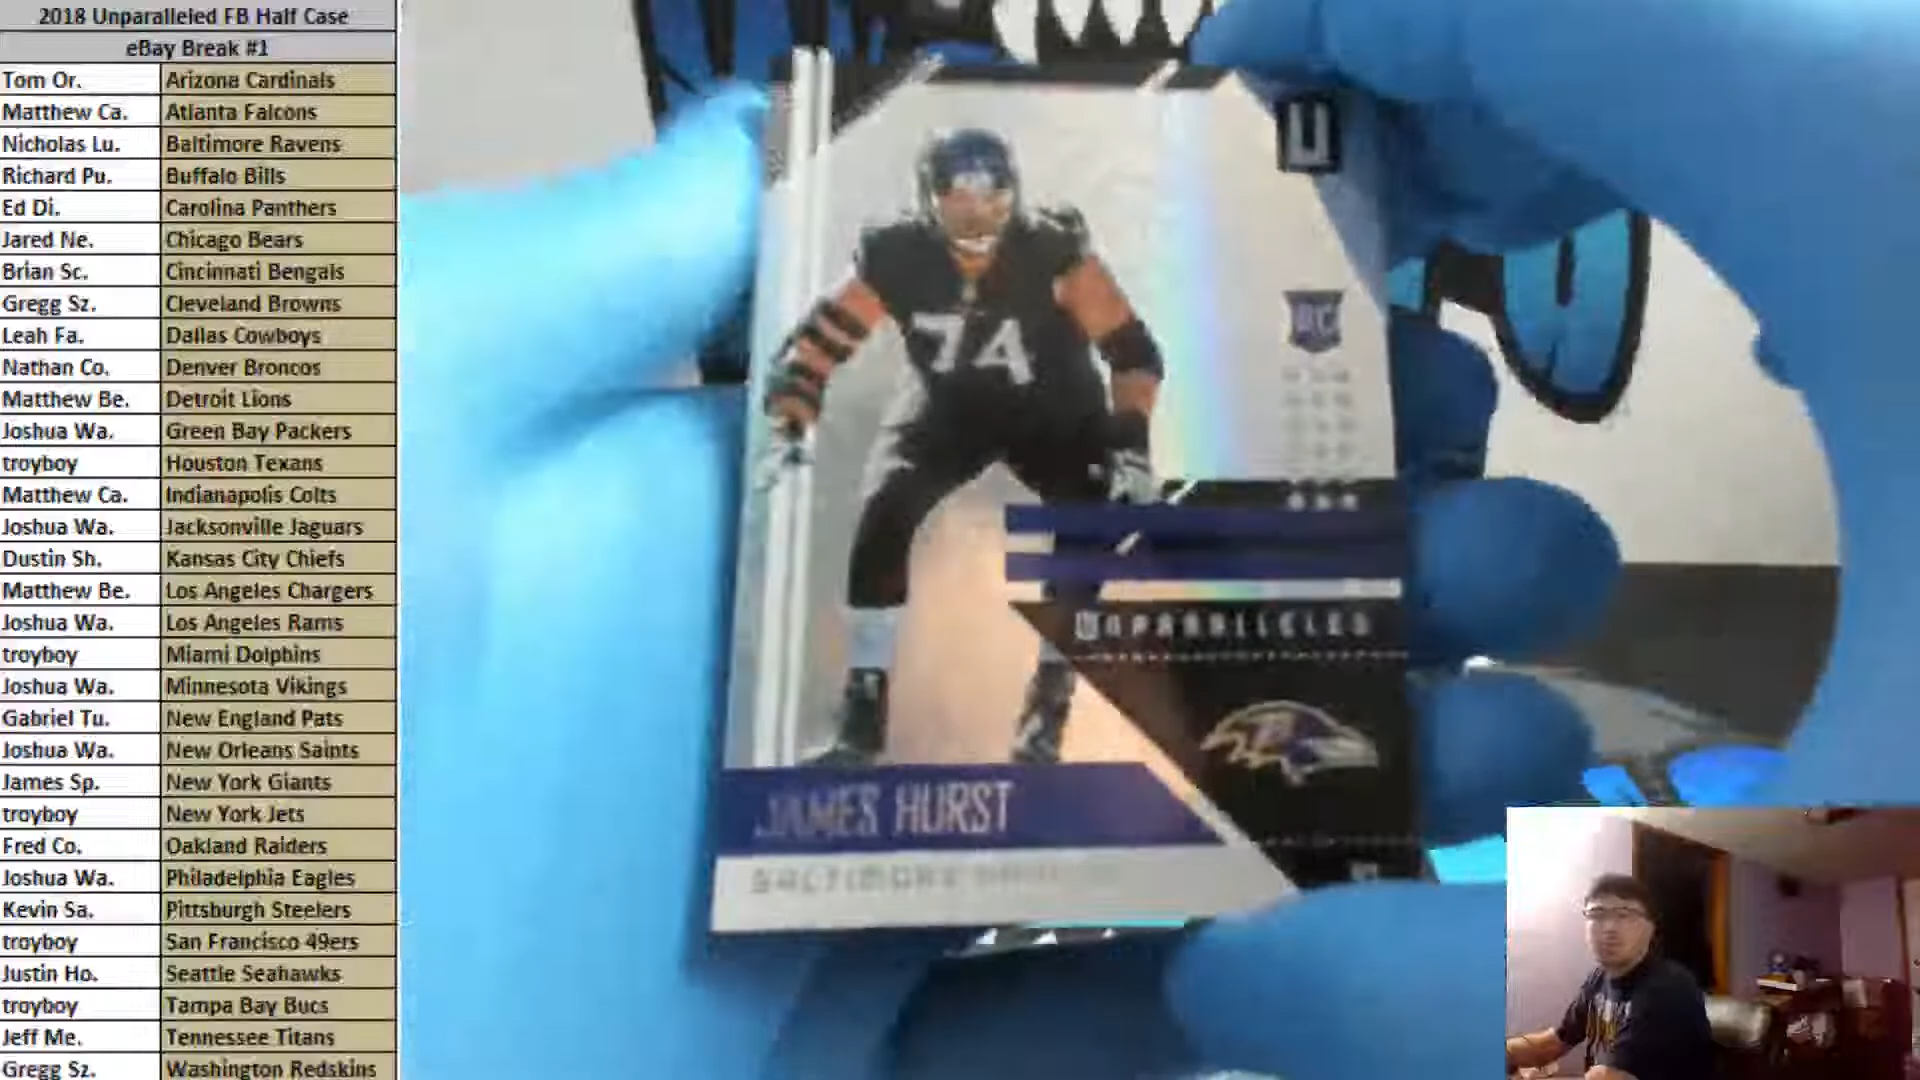 2018 Unparalleled FB Half Case
eBay Break #1
Tom Or. Arizona Cardinals
Matthew Ca. Atlanta Falcons
Nicholas Lu. Baltimore Ravens
Richard Pu. Buffalo Bills
Ed Di. Carolina Panthers
Jared Ne. Chicago Bears
Brian Sc. Cincinnati Bengals
Gregg Sz. Cleveland Browns
Leah Fa. Dallas Cowboys
Nathan Co. Denver Broncos
Matthew Be. Detroit Lions
Joshua Wa. Green Bay Packers
troyboy Houston Texans
Matthew Ca. Indianapolis Colts
Joshua Wa. Jacksonville Jaguars
Dustin Sh. Kansas City Chiefs
Matthew Be. Los Angeles Chargers
Joshua Wa. Los Angeles Rams
troyboy Miami Dolphins
Joshua Wa. Minnesota Vikings
Gabriel Tu. New England Pats
Joshua Wa. New Orleans Saints
James Sp. New York Giants
troyboy New York Jets
Fred Co. Oakland Raiders
Joshua Wa. Philadelphia Eagles
Kevin Sa. Pittsburgh Steelers
troyboy San Francisco 49ers
Justin Ho. Seattle Seahawks
troyboy Tampa Bay Bucs
Jeff Me. Tennessee Titans
Gregg Sz. Washington Redskins
U
RC
74
UNPARALLELED
JAMES HURST
BALTIMORE